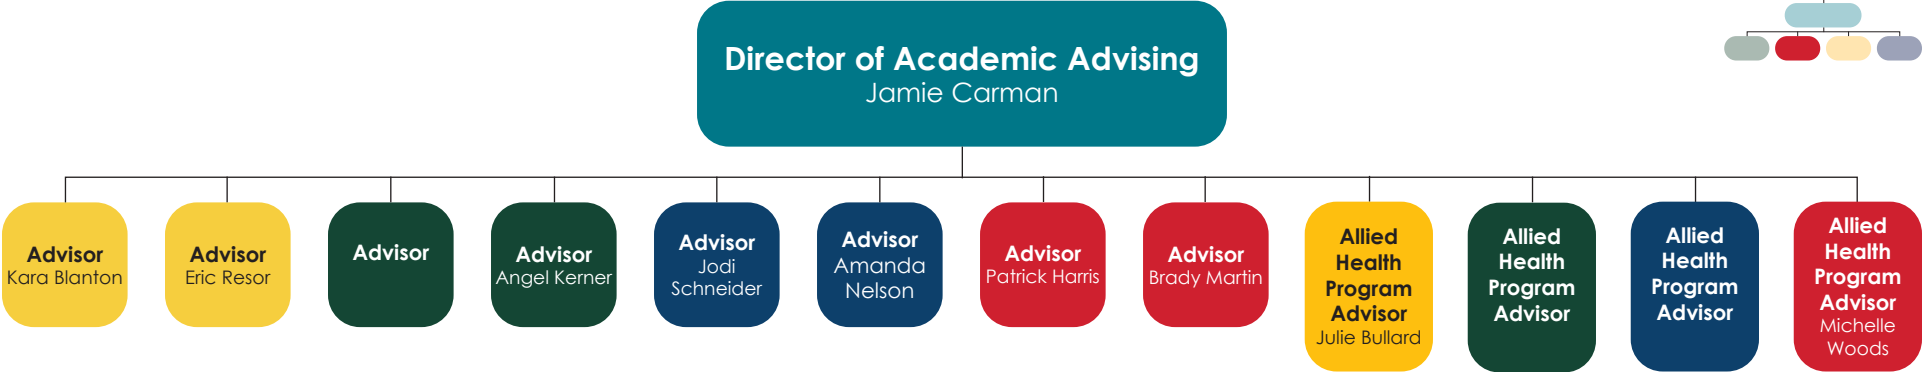 Director of Academic Advising
Jamie Carman
Advisor
Kara Blanton
Advisor
Eric Resor
Advisor
Advisor
Angel Kerner
Advisor
Jodi
Schneider
Advisor
Amanda
Nelson
Advisor
Patrick Harris
Advisor
Brady Martin
Allied
Health
Program
Advisor
Julie Bullard
Allied
Health
Program
Advisor
Allied
Health
Program
Advisor
Allied
Health
Program
Advisor
Michelle
Woods